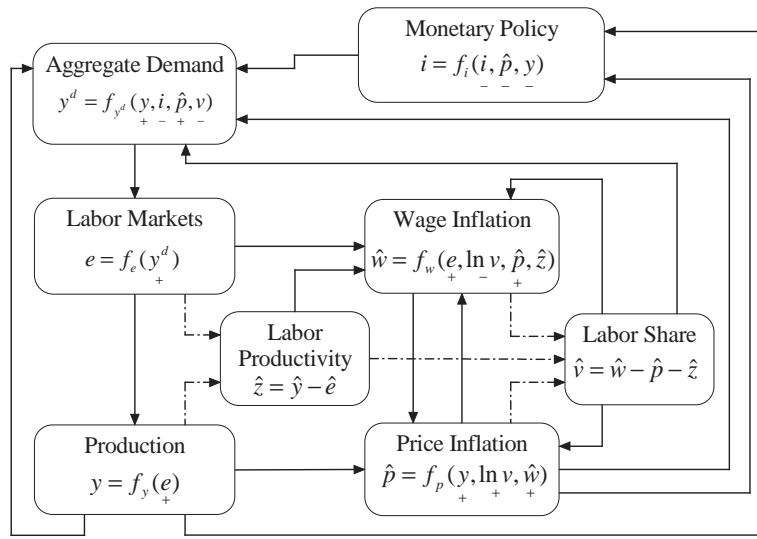 Monetary Policy
i = f_i(i, p̂, y)
− − −
Aggregate Demand
y^d = f_{y^d}(y, i, p̂, v)
+ − + −
Labor Markets
e = f_e(y^d)
+
Wage Inflation
ŵ = f_w(e, ln v, p̂, ẑ)
+ − +
Labor
Productivity
ẑ = ŷ − ê
Labor Share
v̂ = ŵ − p̂ − ẑ
Production
y = f_y(e)
+
Price Inflation
p̂ = f_p(y, ln v, ŵ)
+ + +